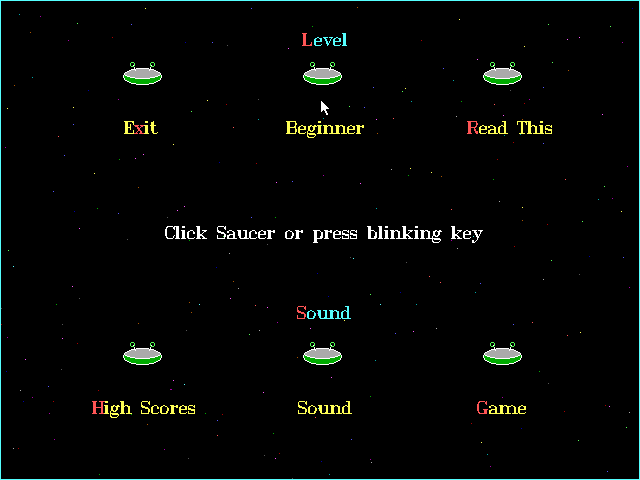 Level
Exit Beginner Read This
Click Saucer or press blinking key
Sound
High Scores Sound Game